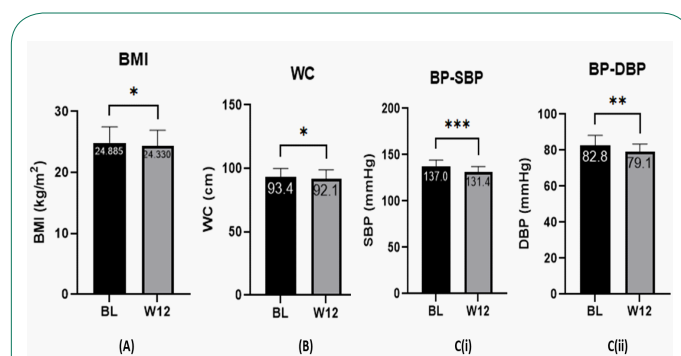 BMI
BMI (kg/m²)
30
20
10
0
*
24.885
24.330
BL W12
(A)
WC
WC (cm)
150
100
50
0
*
93.4
92.1
BL W12
(B)
BP-SBP
SBP (mmHg)
200
150
100
50
0
***
137.0
131.4
BL W12
C(i)
BP-DBP
DBP (mmHg)
100
80
60
40
20
0
**
82.8
79.1
BL W12
C(ii)